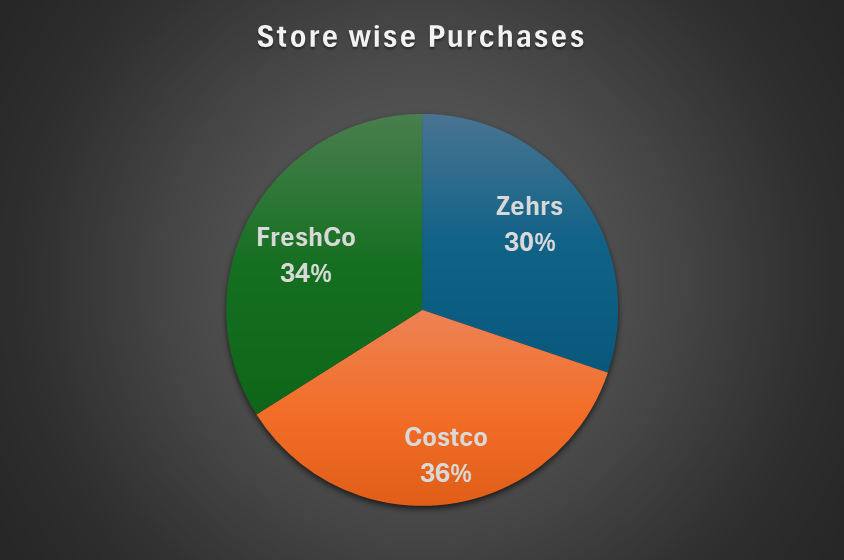 Store wise Purchases
Zehrs
30%
FreshCo
34%
Costco
36%